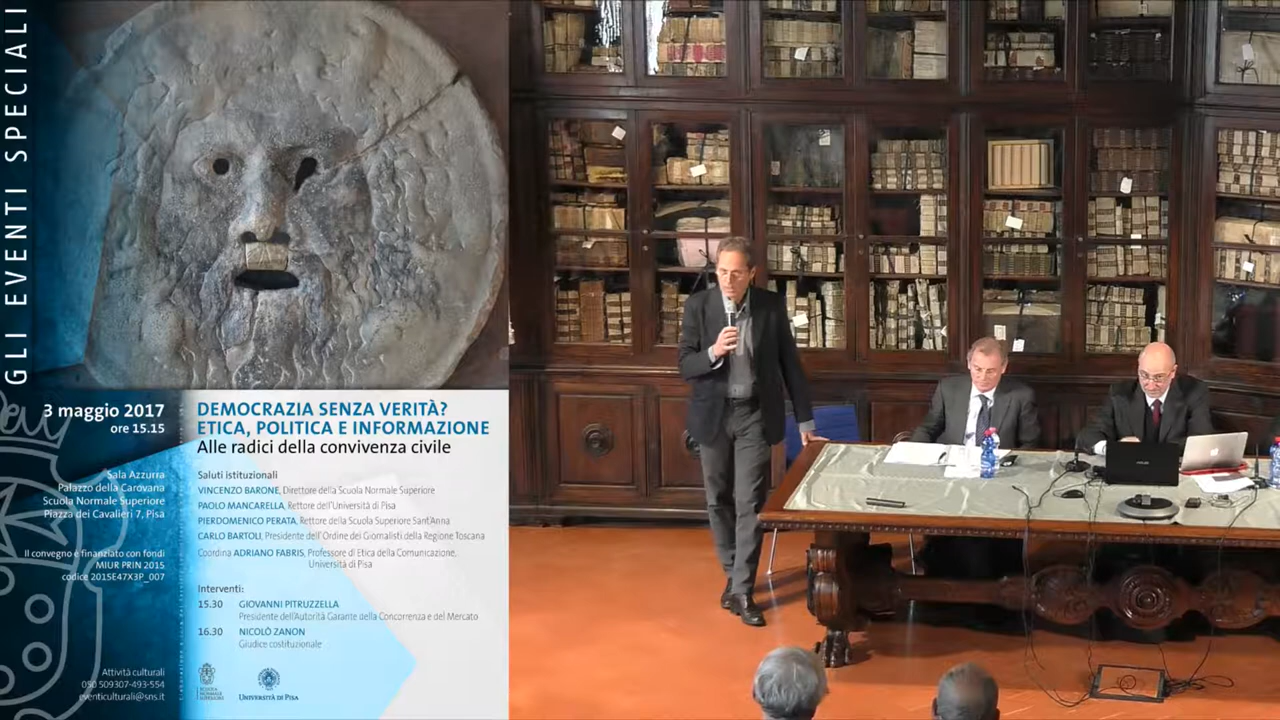 GLI EVENTI SPECIALI
3 maggio 2017
ore 15.15
Sala Azzurra
Palazzo della Carovana
Scuola Normale Superiore
Piazza dei Cavalieri 7, Pisa
Il convegno è finanziato con fondi
MIUR PRIN 2015
codice 2015E47X3P_007
Attività culturali
050 509307-493-554
eventiculturali@sns.it
DEMOCRAZIA SENZA VERITÀ?
ETICA, POLITICA E INFORMAZIONE
Alle radici della convivenza civile
Saluti istituzionali
VINCENZO BARONE, Direttore della Scuola Normale Superiore
PAOLO MANCARELLA, Rettore dell'Università di Pisa
PIERDOMENICO PERATA, Rettore della Scuola Superiore Sant'Anna
CARLO BARTOLI, Presidente dell'Ordine dei Giornalisti della Regione Toscana
Coordina ADRIANO FABRIS, Professore di Etica della Comunicazione,
Università di Pisa
Interventi:
15.30 GIOVANNI PITRUZZELLA
Presidente dell'Autorità Garante della Concorrenza e del Mercato
16.30 NICOLÒ ZANON
Giudice costituzionale
SCUOLA
NORMALE
SUPERIORE
UNIVERSITÀ DI PISA